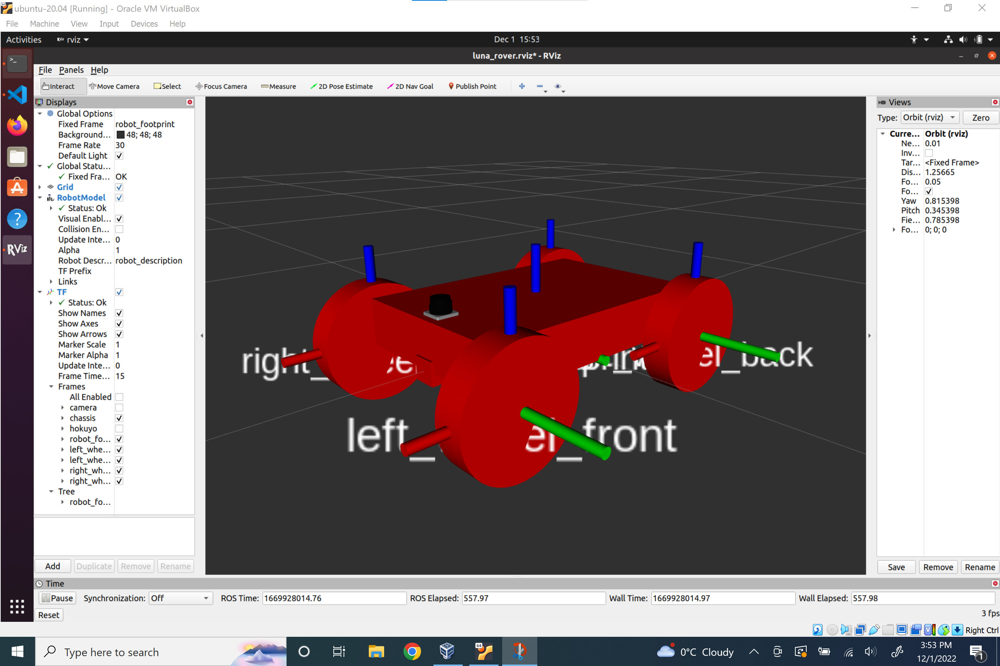 ubuntu-20.04 [Running] - Oracle VM VirtualBox
File Machine View Input Devices Help
Activities rviz Dec 1 15:53
luna_rover.rviz* - RViz
File Panels Help
Interact Move Camera Select Focus Camera Measure 2D Pose Estimate 2D Nav Goal Publish Point
Displays
Global Options
Fixed Frame robot_footprint
Background... 48; 48; 48
Frame Rate 30
Default Light
Global Statu...
Fixed Fra... OK
Grid
RobotModel
Status: Ok
Visual Enabl...
Collision En...
Update Inte... 0
Alpha 1
Robot Descr... robot_description
TF Prefix
Links
TF
Status: Ok
Show Names
Show Axes
Show Arrows
Marker Scale 1
Marker Alpha 1
Update Inte... 0
Frame Time... 15
Frames
All Enabled
camera
chassis
hokuyo
robot_fo...
left_whe...
left_whe...
right_wh...
right_wh...
Tree
robot_fo...
Add Duplicate Remove Rename
RViz
right_ ee
el_back
left_ el_front
Views
Type: Orbit (rviz) Zero
Curre... Orbit (rviz)
Ne... 0.01
Inv...
Tar... <Fixed Frame>
Dis... 1.25665
Fo... 0.05
Fo...
Yaw 0.815398
Pitch 0.345398
Fie... 0.785398
Fo... 0; 0; 0
Save Remove Rename
Time
Pause Synchronization: Off ROS Time: 1669928014.76 ROS Elapsed: 557.97 Wall Time: 1669928014.97 Wall Elapsed: 557.98
Reset 3 fps
Right Ctrl
Type here to search
64
0°C Cloudy
3:53 PM
12/1/2022
1